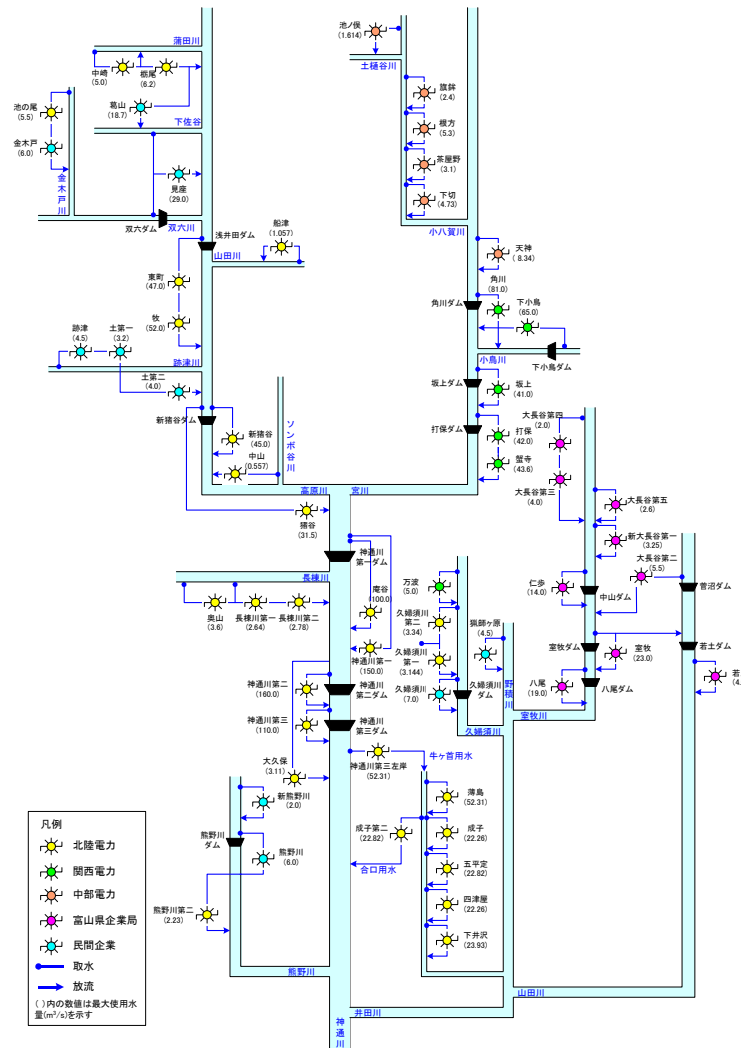 池ノ俣
(1.614)
土樋谷川
蒲田川
中崎
(5.0)
栃尾
(6.2)
葛山
(18.7)
下佐谷
池の尾
(5.5)
金木戸
(6.0)
金木戸川
見座
(29.0)
双六ダム
双六川
旗鉾
(2.4)
根方
(5.3)
茶屋野
(3.1)
下切
(4.73)
小八賀川
浅井田ダム
船津
(1.057)
山田川
天神
( 8.34)
角川
(81.0)
下小鳥
(65.0)
角川ダム
東町
(47.0)
牧
(52.0)
小鳥川
下小鳥ダム
跡津
(4.5)
土第一
(3.2)
跡津川
土第二
(4.0)
新猪谷ダム
新猪谷
(45.0)
中山
(0.557)
ソンボ谷川
坂上ダム
坂上
(41.0)
打保ダム
打保
(42.0)
蟹寺
(43.6)
高原川
宮川
猪谷
(31.5)
神通川
第一ダム
長棟川
奥山
(3.6)
長棟川第一
(2.64)
長棟川第二
(2.78)
庵谷
(100.0)
神通川第一
(150.0)
大長谷第四
(2.0)
大長谷第三
(4.0)
大長谷第五
(2.6)
新大長谷第一
(3.25)
大長谷第二
(5.5)
仁歩
(14.0)
中山ダム
菅沼ダム
万波
(5.0)
久婦須川
第二
(3.34)
久婦須川
第一
(3.144)
久婦須川
(7.0)
猟師ヶ原
(4.5)
野積川
久婦須川
ダム
久婦須川
室牧ダム
室牧
(23.0)
若土ダム
八尾
(19.0)
八尾ダム
室牧川
若
(4.
神通川第二
(160.0)
神通川
第二ダム
神通川第三
(110.0)
神通川
第三ダム
大久保
(3.11)
神通川第三左岸
(52.31)
牛ヶ首用水
新熊野川
(2.0)
熊野川
ダム
熊野川
(6.0)
熊野川第二
(2.23)
熊野川
成子第二
(22.82)
合口用水
薄島
(52.31)
成子
(22.26)
五平定
(22.82)
四津屋
(22.26)
下井沢
(23.93)
山田川
井田川
神通川
凡例
北陸電力
関西電力
中部電力
富山県企業局
民間企業
取水
放流
( )内の数値は最大使用水
量(m³/s)を示す